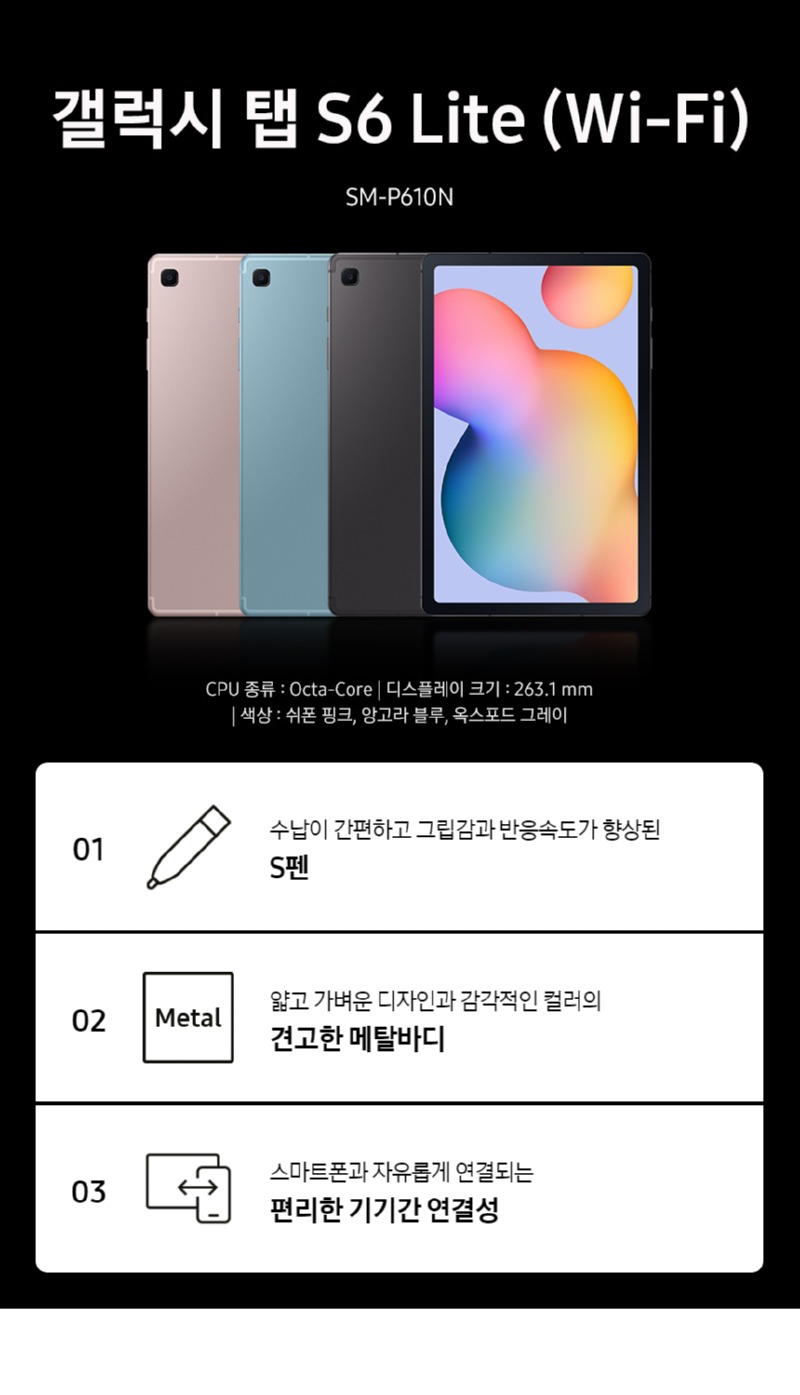 갤럭시 탭 S6 Lite (Wi-Fi)
SM-P610N
CPU 종류 : Octa-Core | 디스플레이 크기 : 263.1 mm
| 색상 : 쉬폰 핑크, 앙고라 블루, 옥스포드 그레이
01
수납이 간편하고 그립감과 반응속도가 향상된
S펜
02
Metal
얇고 가벼운 디자인과 감각적인 컬러의
견고한 메탈바디
03
스마트폰과 자유롭게 연결되는
편리한 기기간 연결성